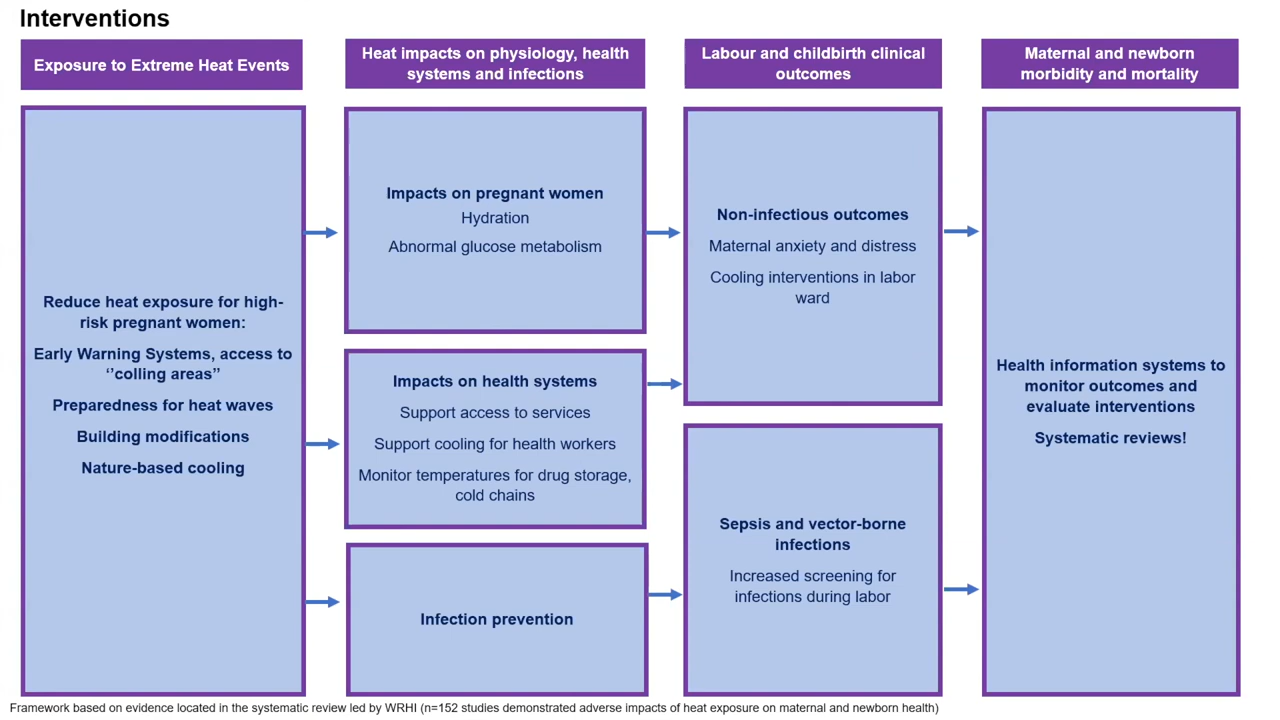 Interventions
Exposure to Extreme Heat Events
Heat impacts on physiology, health
systems and infections
Labour and childbirth clinical
outcomes
Maternal and newborn
morbidity and mortality
Reduce heat exposure for high-
risk pregnant women:
Early Warning Systems, access to
‘’colling areas’’
Preparedness for heat waves
Building modifications
Nature-based cooling
Impacts on pregnant women
Hydration
Abnormal glucose metabolism
Impacts on health systems
Support access to services
Support cooling for health workers
Monitor temperatures for drug storage,
cold chains
Infection prevention
Non-infectious outcomes
Maternal anxiety and distress
Cooling interventions in labor
ward
Sepsis and vector-borne
infections
Increased screening for
infections during labor
Health information systems to
monitor outcomes and
evaluate interventions
Systematic reviews!
Framework based on evidence located in the systematic review led by WRHI (n=152 studies demonstrated adverse impacts of heat exposure on maternal and newborn health)